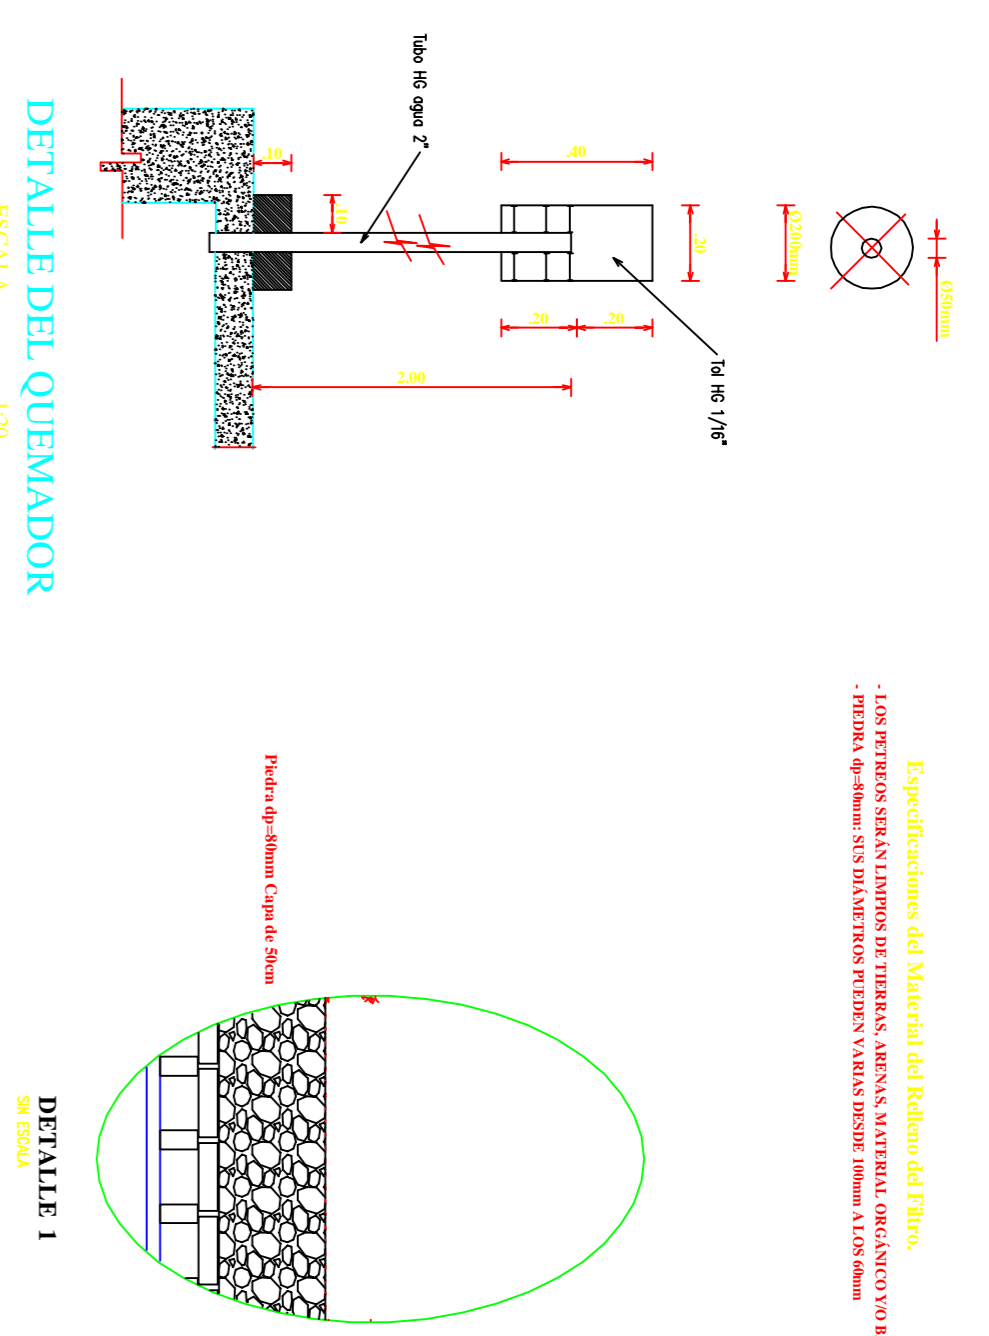 Ø50mm
Ø200mm
.40
.20
.20
.20
Tol HG 1/16"
Tubo HG agua 2"
.10
.10
2.00
DETALLE DEL QUEMADOR
ESCALA 1:20
Especificaciones del Material del Relleno del Filtro.
- LOS PETREOS SERÁN LIMPIOS DE TIERRAS, ARENAS, MATERIAL ORGÁNICO Y/O B
- PIEDRA dp=80mm: SUS DIÁMETROS PUEDEN VARIAS DESDE 100mm A LOS 60mm
Piedra dp=80mm Capa de 50cm
DETALLE 1
SIN ESCALA